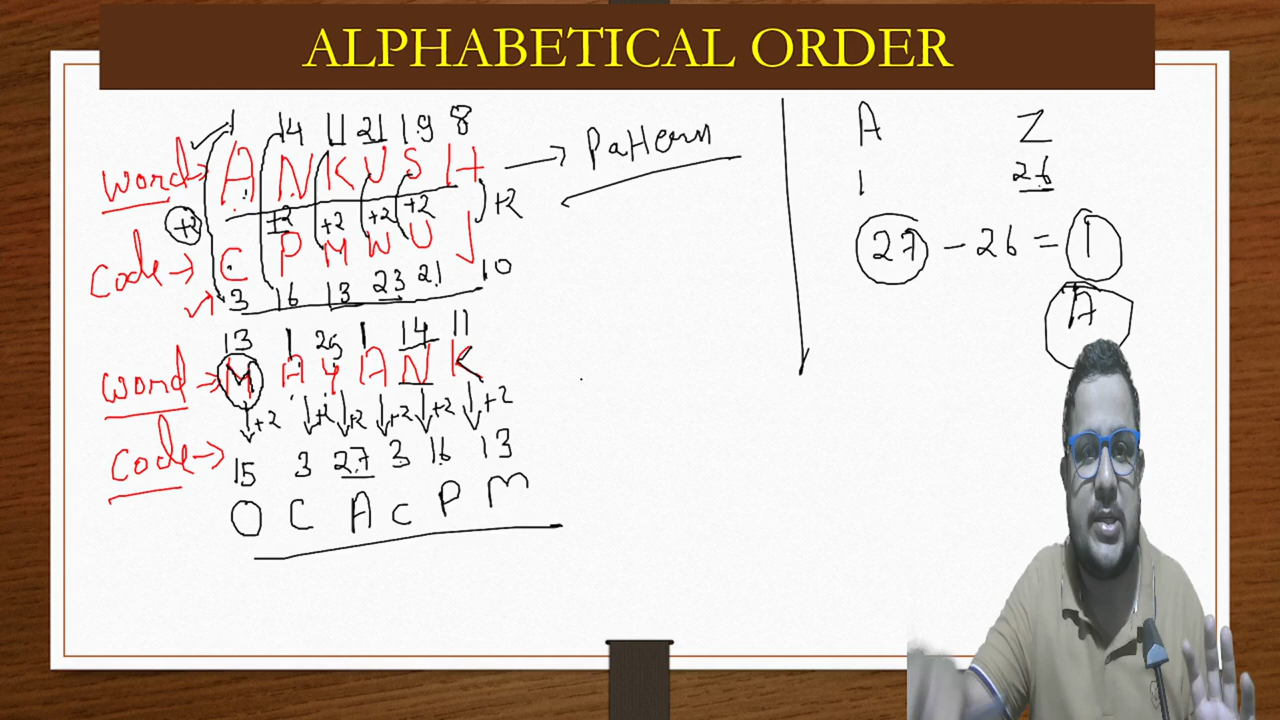 ALPHABETICAL ORDER
1 14 11 21 19 8
word→ A N K U S H → Pattern
+2 +2 +2 +2 +2 +2
code→ C P M W U J
3 16 13 23 21 10
13 1 25 1 14 11
word→ M A Y A N K
+2 +2 +2 +2 +2 +2
code→
15 3 27 3 16 13
O C A C P M
A Z
1 26
27 - 26 = 1
A